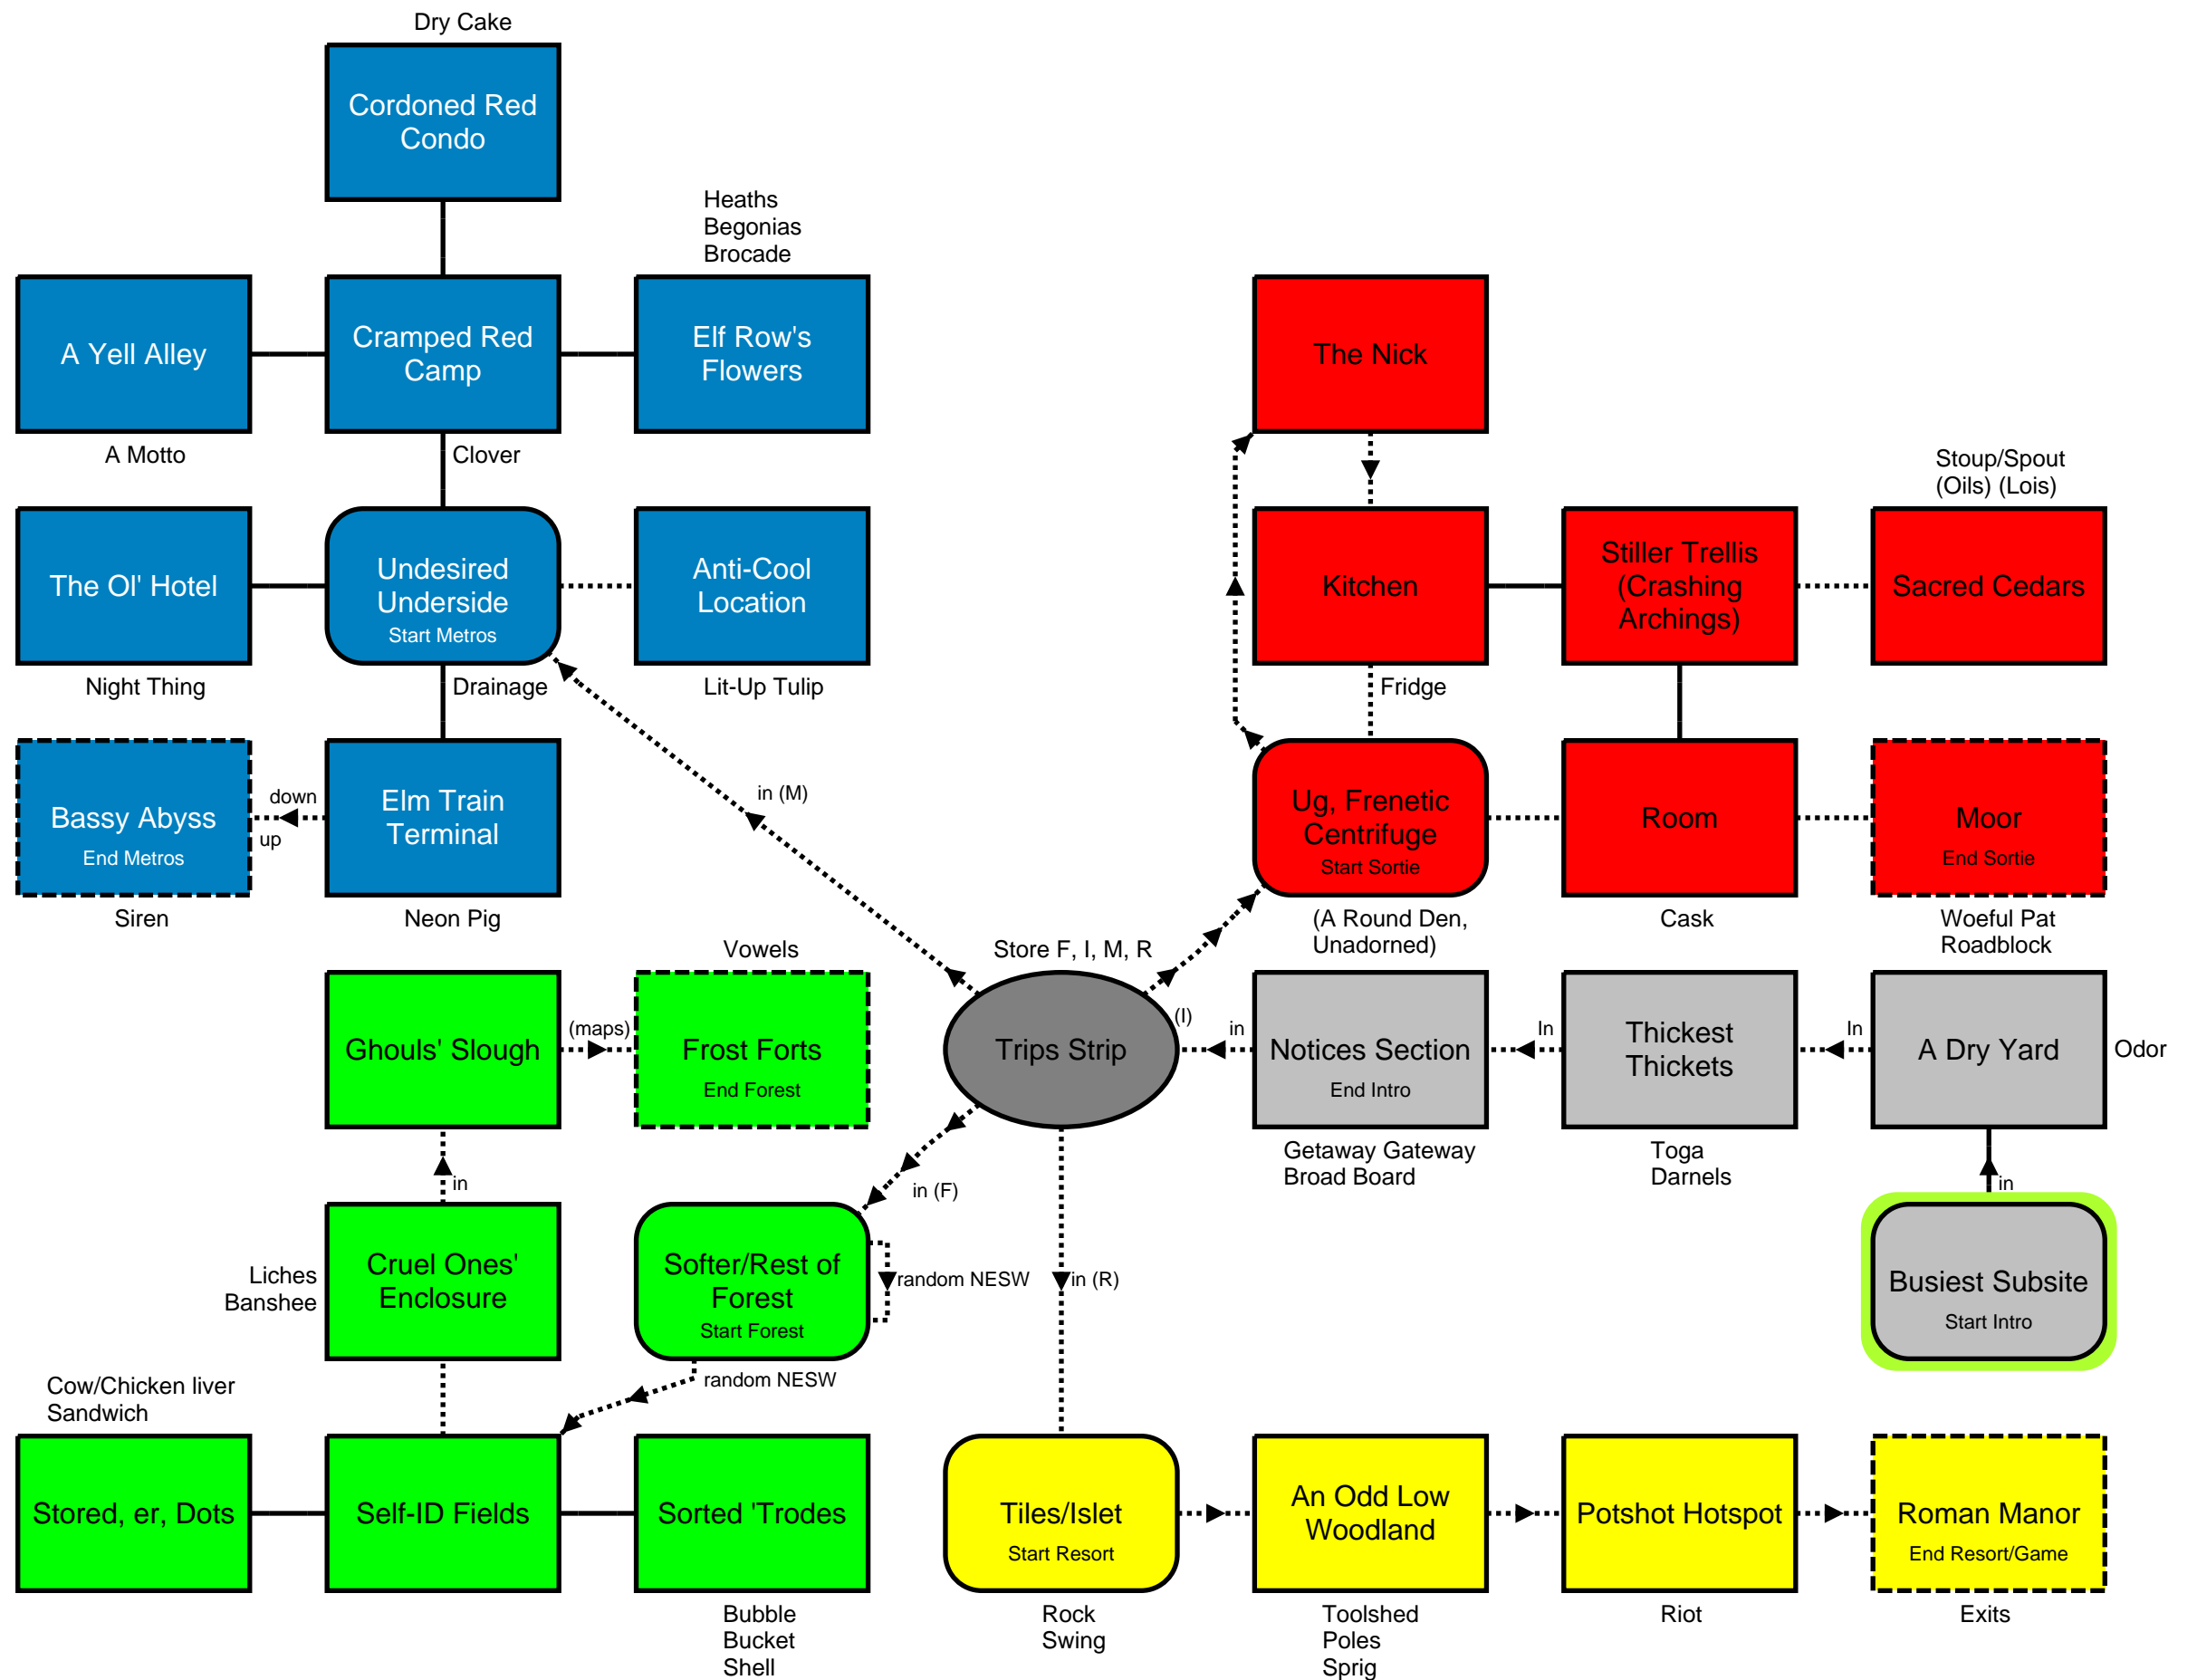 Dry Cake
Cordoned Red
Condo
Heaths
Begonias
Brocade
A Yell Alley
Cramped Red
Camp
Elf Row's
Flowers
The Nick
A Motto
Clover
Stoup/Spout
(Oils) (Lois)
The Ol' Hotel
Undesired
Underside
Start Metros
Anti-Cool
Location
Kitchen
Stiller Trellis
(Crashing
Archings)
Sacred Cedars
Night Thing
Drainage
Lit-Up Tulip
Fridge
Bassy Abyss
End Metros
down
up
Elm Train
Terminal
in (M)
Ug, Frenetic
Centrifuge
Start Sortie
Room
Moor
End Sortie
Siren
Neon Pig
(A Round Den,
Unadorned)
Cask
Woeful Pat
Roadblock
Vowels
Store F, I, M, R
Ghouls' Slough
(maps)
Frost Forts
End Forest
Trips Strip
(I)
in
Notices Section
End Intro
In
Thickest
Thickets
In
A Dry Yard
Odor
Getaway Gateway
Broad Board
Toga
Darnels
in
in (F)
in
Liches
Banshee
Cruel Ones'
Enclosure
Softer/Rest of
Forest
Start Forest
random NESW
in (R)
Busiest Subsite
Start Intro
random NESW
Cow/Chicken liver
Sandwich
Stored, er, Dots
Self-ID Fields
Sorted 'Trodes
Tiles/Islet
Start Resort
An Odd Low
Woodland
Potshot Hotspot
Roman Manor
End Resort/Game
Bubble
Bucket
Shell
Rock
Swing
Toolshed
Poles
Sprig
Riot
Exits